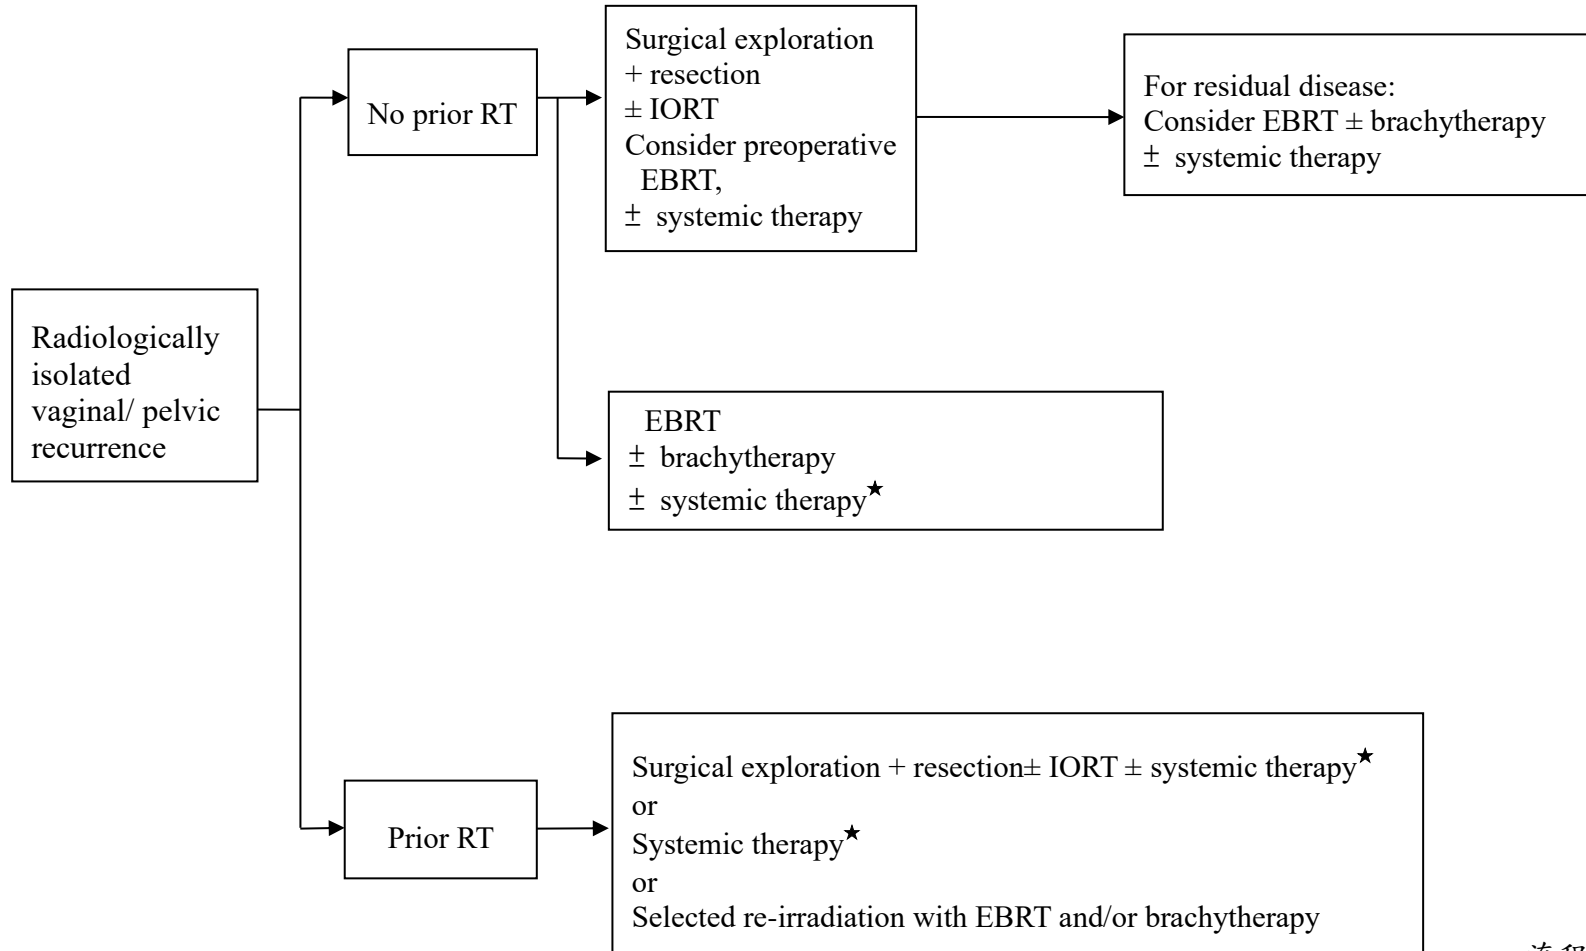 Radiologically
isolated
vaginal/ pelvic
recurrence
No prior RT
Surgical exploration
+ resection
± IORT
Consider preoperative
EBRT,
± systemic therapy
For residual disease:
Consider EBRT ± brachytherapy
± systemic therapy
EBRT
± brachytherapy
± systemic therapy★
Prior RT
Surgical exploration + resection± IORT ± systemic therapy★
or
Systemic therapy★
or
Selected re-irradiation with EBRT and/or brachytherapy